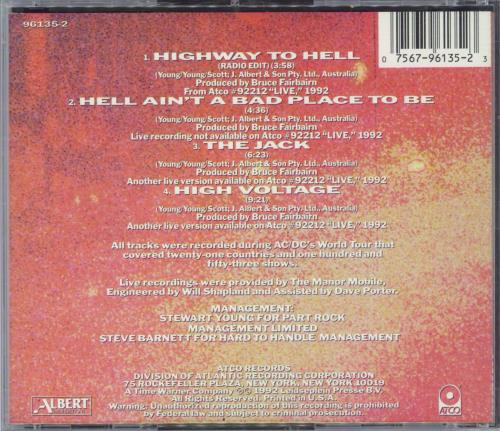 96135-2
0 7567-96135-2 3
1. HIGHWAY TO HELL
(RADIO EDIT) (3:58)
(Young/Young/Scott; J. Albert & Son Pty. Ltd., Australia)
Produced by Bruce Fairbairn
From Atco #92212 "LIVE," 1992
2. HELL AIN'T A BAD PLACE TO BE
(4:36)
(Young/Young/Scott; J. Albert & Son Pty. Ltd., Australia)
Produced by Bruce Fairbairn
Live recording not available on Atco #92212 "LIVE," 1992
3. THE JACK
(6:23)
(Young/Young/Scott; J. Albert & Son Pty. Ltd., Australia)
Produced by Bruce Fairbairn
Another live version available on Atco #92212 "LIVE," 1992
4. HIGH VOLTAGE
(9:21)
(Young/Young/Scott; J. Albert & Son Pty. Ltd., Australia)
Produced by Bruce Fairbairn
Another live version available on Atco #92212 "LIVE," 1992
All tracks were recorded during AC/DC's World Tour that
covered twenty-one countries and one hundred and
fifty-three shows.
Live recordings were provided by The Manor Mobile,
Engineered by Will Shapland and Assisted by Dave Porter.
MANAGEMENT:
STEWART YOUNG FOR PART ROCK
MANAGEMENT LIMITED
STEVE BARNETT FOR HARD TO HANDLE MANAGEMENT
ATCO RECORDS
DIVISION OF ATLANTIC RECORDING CORPORATION
75 ROCKEFELLER PLAZA, NEW YORK, NEW YORK 10019
A Time Warner Company © ℗ 1992 Leidseplein Presse B.V.
All Rights Reserved. Printed in U.S.A.
Warning: Unauthorized reproduction of this recording is prohibited
by Federal law and subject to criminal prosecution.
ALBERT
ATCO